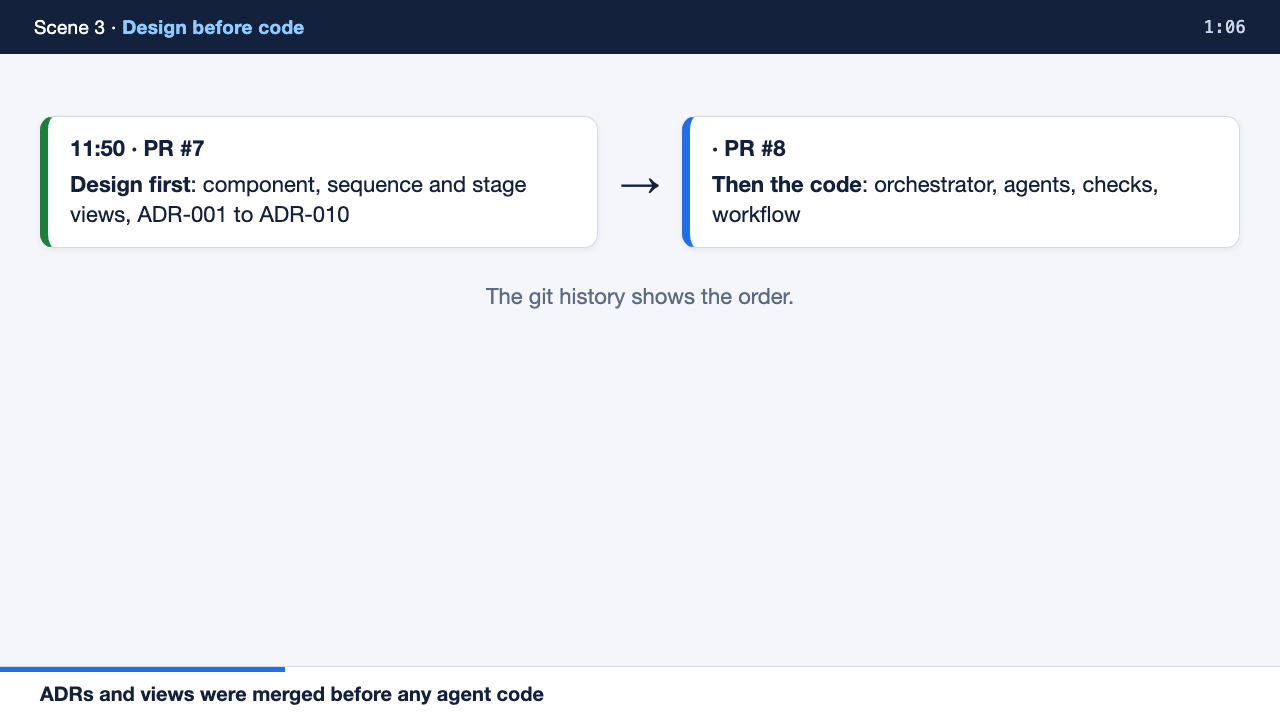 Scene 3 · Design before code
1:06
11:50 · PR #7
Design first: component, sequence and stage
views, ADR-001 to ADR-010
→
· PR #8
Then the code: orchestrator, agents, checks,
workflow
The git history shows the order.
ADRs and views were merged before any agent code